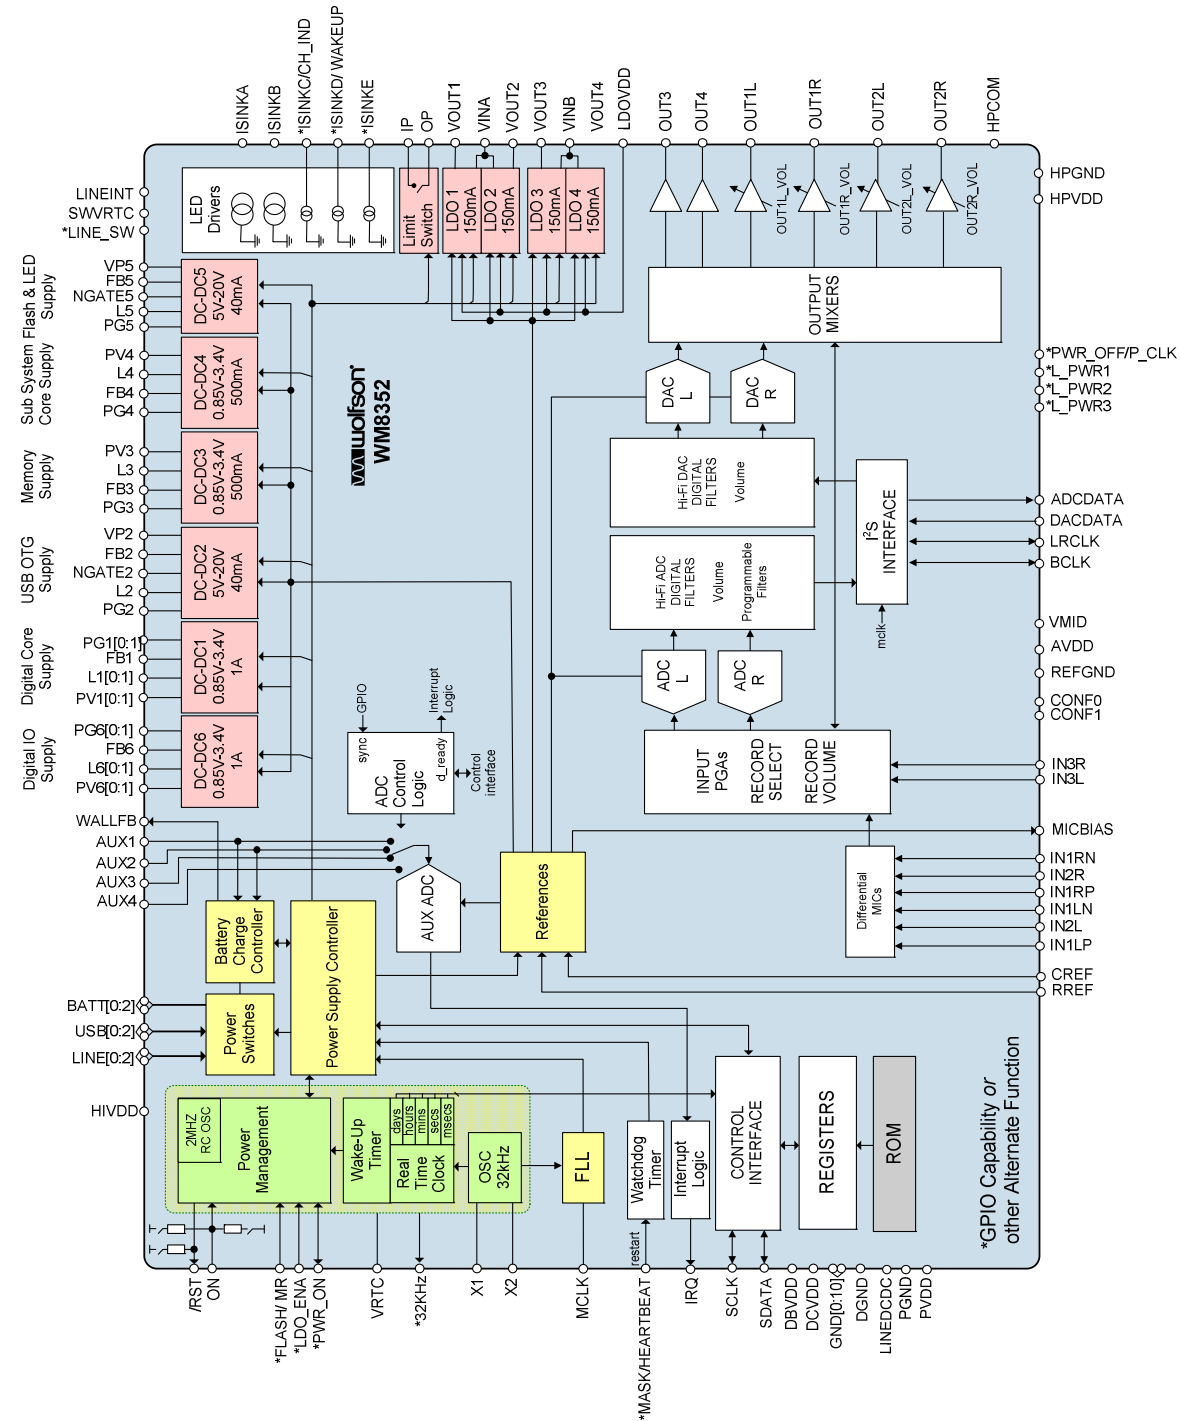 ISINKA
ISINKB
*ISINKC/CH_IND
*ISINKD/ WAKEUP
*ISINKE
IP
OP
VOUT1
VINA
VOUT2
VOUT3
VINB
VOUT4
LDOVDD
OUT3
OUT4
OUT1L
OUT1R
OUT2L
OUT2R
HPCOM
LINEINT
SWVRTC
*LINE_SW
LED
Drivers
Limit
Switch
LDO 1
150mA
LDO 2
150mA
LDO 3
150mA
LDO 4
150mA
OUT1L_VOL
OUT1R_VOL
OUT2L_VOL
OUT2R_VOL
HPGND
HPVDD
Sub System Flash & LED
Core Supply
Supply
VP5
FB5
NGATE5
L5
PG5
DC-DC5
5V-20V
40mA
PV4
L4
FB4
PG4
DC-DC4
0.85V-3.4V
500mA
Memory
Supply
PV3
L3
FB3
PG3
DC-DC3
0.85V-3.4V
500mA
USB OTG
Supply
VP2
FB2
NGATE2
L2
PG2
DC-DC2
5V-20V
40mA
Digital Core
Supply
PG1[0:1]
FB1
L1[0:1]
PV1[0:1]
DC-DC1
0.85V-3.4V
1A
Digital IO
Supply
PG6[0:1]
FB6
L6[0:1]
PV6[0:1]
DC-DC6
0.85V-3.4V
1A
wolfson
WM8352
OUTPUT
MIXERS
DAC
L
DAC
R
Hi-Fi DAC
DIGITAL
FILTERS
Volume
Hi-Fi ADC
DIGITAL
FILTERS
Volume
Programmable
Filters
ADC
L
ADC
R
I2S
INTERFACE
mclk
INPUT
PGAs
RECORD
SELECT
RECORD
VOLUME
Differential
MICs
*PWR_OFF/P_CLK
*L_PWR1
*L_PWR2
*L_PWR3
ADCDATA
DACDATA
LRCLK
BCLK
VMID
AVDD
REFGND
CONF0
CONF1
IN3R
IN3L
MICBIAS
IN1RN
IN2R
IN1RP
IN1LN
IN2L
IN1LP
CREF
RREF
GPIO
Interrupt
Logic
sync
d_ready
ADC
Control
Logic
Control
interface
WALLFB
AUX1
AUX2
AUX3
AUX4
AUX ADC
References
Battery
Charge
Controller
Power Supply Controller
Power
Switches
BATT[0:2]
USB[0:2]
LINE[0:2]
HIVDD
2MHZ
RC OSC
Power
Management
Wake-Up
Timer
days
hours
mins
secs
msecs
Real
Time
Clock
OSC
32kHz
FLL
Watchdog
Timer
restart
Interrupt
Logic
CONTROL
INTERFACE
REGISTERS
ROM
*GPIO Capability or
other Alternate Function
/RST
ON
*FLASH/ MR
*LDO_ENA
*PWR_ON
VRTC
*32KHz
X1
X2
MCLK
*MASK/HEARTBEAT
IRQ
SCLK
SDATA
DBVDD
DCVDD
GND[0:10]
DGND
LINEDCDC
PGND
PVDD